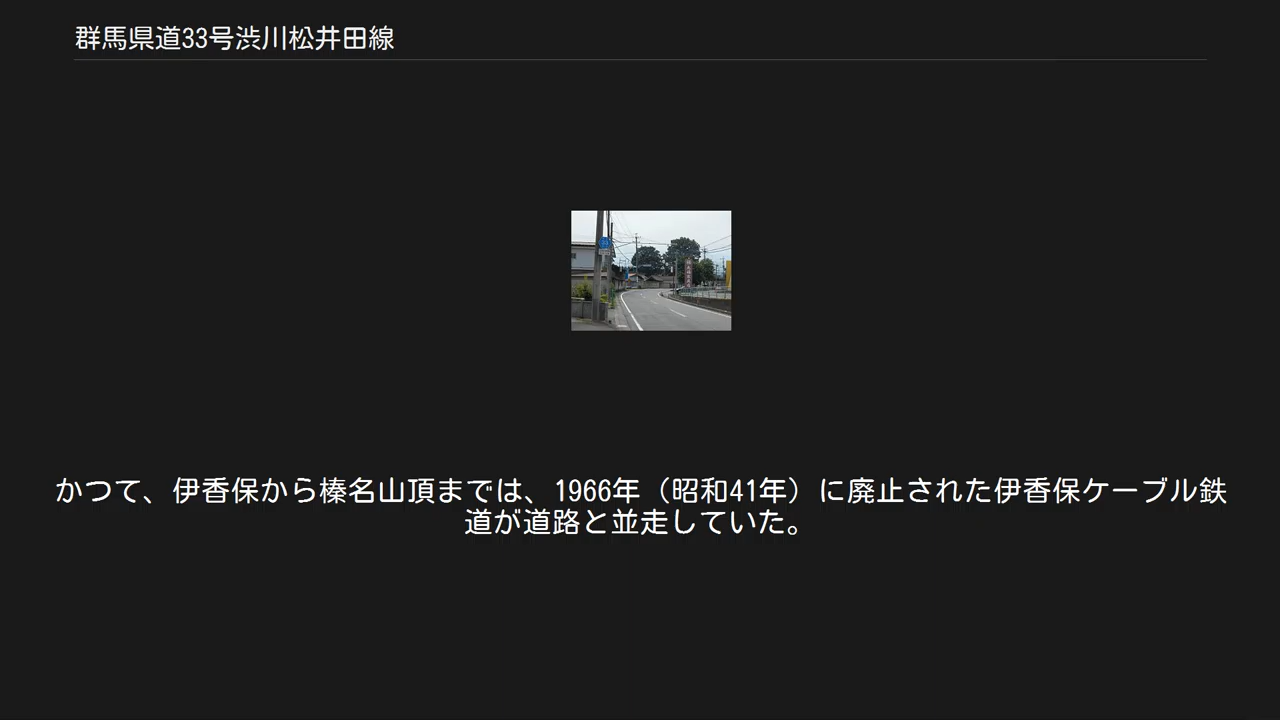 群馬県道33号渋川松井田線
かつて、伊香保から榛名山頂までは、1966年（昭和41年）に廃止された伊香保ケーブル鉄
道が道路と並走していた。